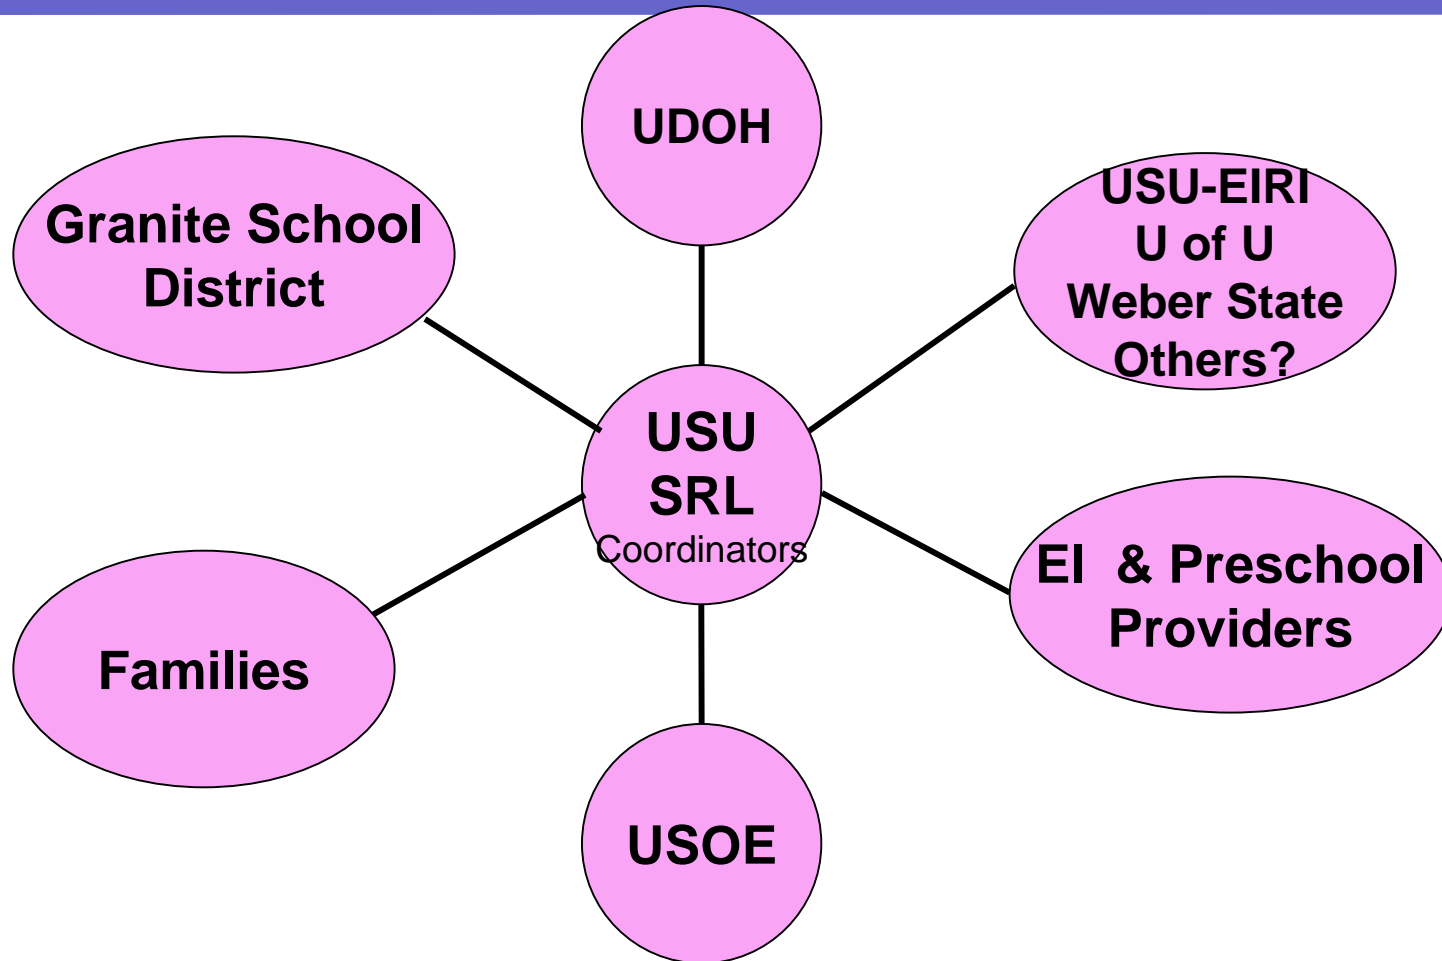 UDOH
Granite School
District
USU-EIRI
U of U
Weber State
Others?
USU
SRL
Coordinators
EI & Preschool
Providers
Families
USOE